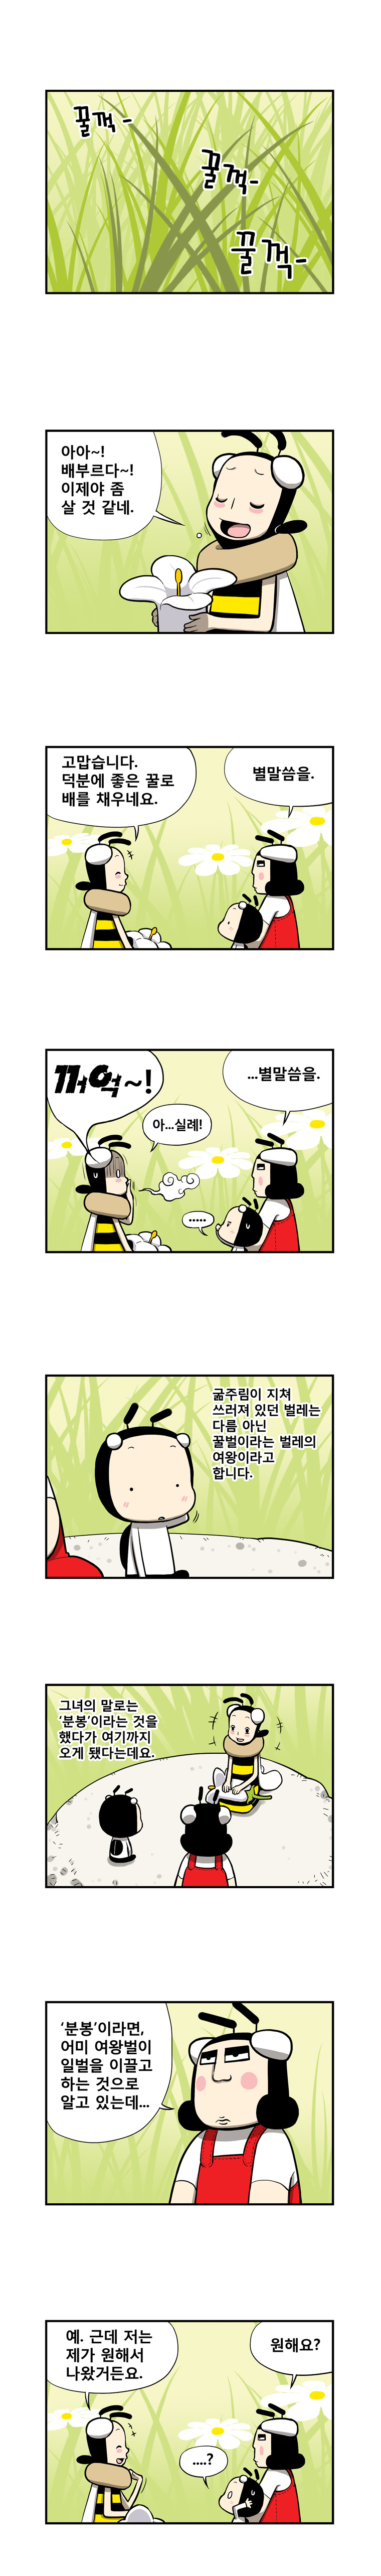 꿀꺽-
꿀꺽-
꿀꺽-
아아~!
배부르다~!
이제야 좀
살 것 같네.
고맙습니다.
덕분에 좋은 꿀로
배를 채우네요.
별말씀을.
끄어억~!
아...실례!
...별말씀을.
.....
굶주림이 지쳐
쓰러져 있던 벌레는
다름 아닌
꿀벌이라는 벌레의
여왕이라고
합니다.
그녀의 말로는
‘분봉’이라는 것을
했다가 여기까지
오게 됐다는데요.
‘분봉’이라면,
어미 여왕벌이
일벌을 이끌고
하는 것으로
알고 있는데...
예. 근데 저는
제가 원해서
나왔거든요.
원해요?
....?